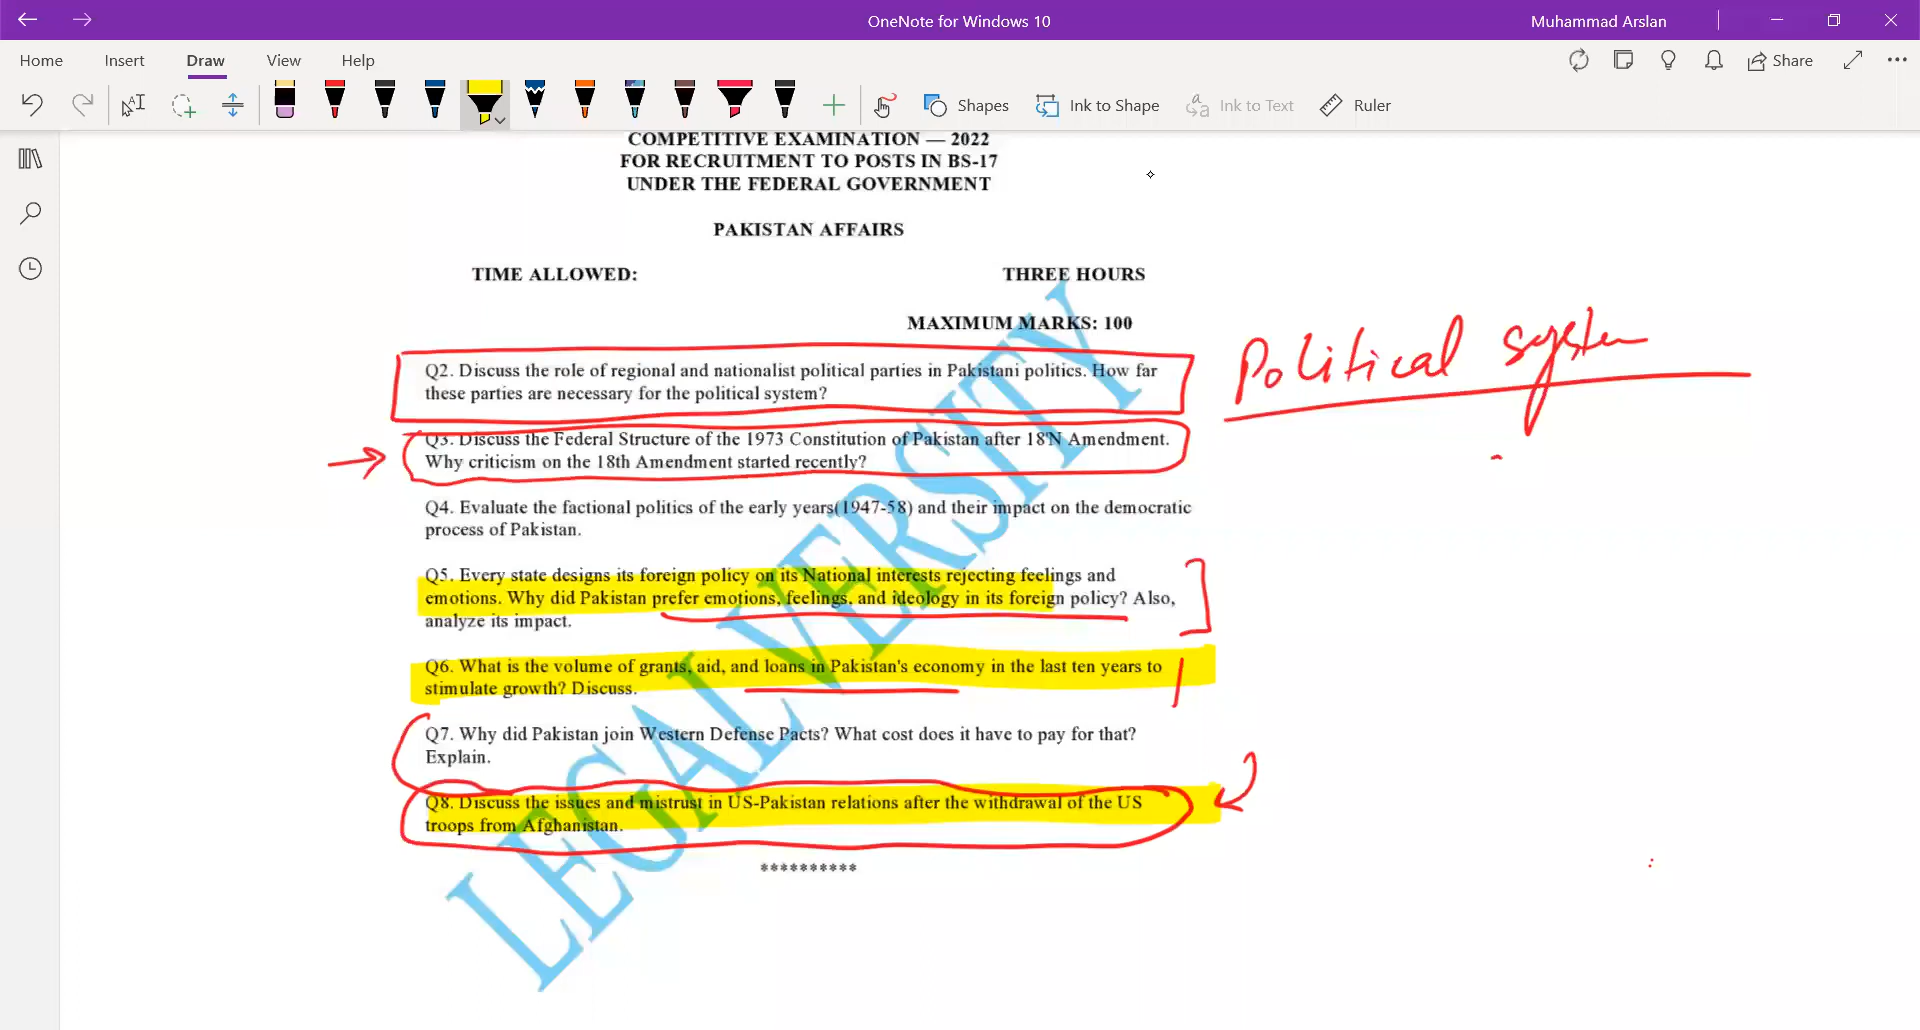 OneNote for Windows 10
Muhammad Arslan
Home Insert Draw View Help
Share
Shapes
Ink to Shape
Ink to Text
Ruler
COMPETITIVE EXAMINATION — 2022
FOR RECRUITMENT TO POSTS IN BS-17
UNDER THE FEDERAL GOVERNMENT
PAKISTAN AFFAIRS
TIME ALLOWED: THREE HOURS
MAXIMUM MARKS: 100
Q2. Discuss the role of regional and nationalist political parties in Pakistani politics. How far
these parties are necessary for the political system?
Political system
Q3. Discuss the Federal Structure of the 1973 Constitution of Pakistan after 18'N Amendment.
Why criticism on the 18th Amendment started recently?
Q4. Evaluate the factional politics of the early years(1947-58) and their impact on the democratic
process of Pakistan.
Q5. Every state designs its foreign policy on its National interests rejecting feelings and
emotions. Why did Pakistan prefer emotions, feelings, and ideology in its foreign policy? Also,
analyze its impact.
Q6. What is the volume of grants, aid, and loans in Pakistan's economy in the last ten years to
stimulate growth? Discuss.
Q7. Why did Pakistan join Western Defense Pacts? What cost does it have to pay for that?
Explain.
Q8. Discuss the issues and mistrust in US-Pakistan relations after the withdrawal of the US
troops from Afghanistan.
**********
LEGALVERSITY